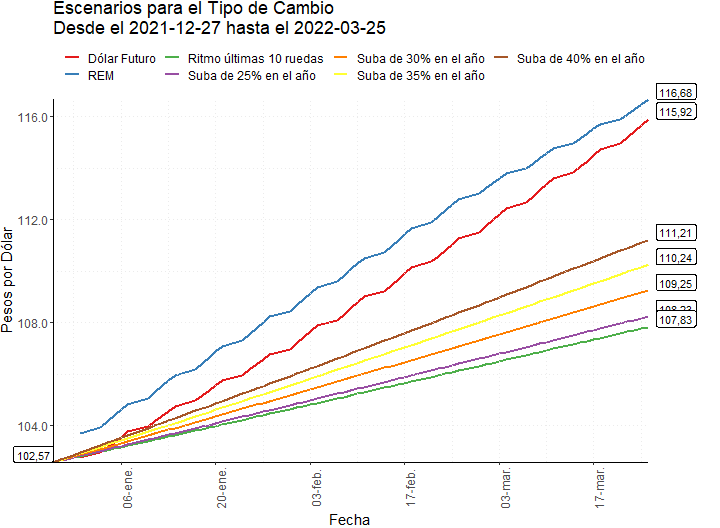 Escenarios para el Tipo de Cambio
Desde el 2021-12-27 hasta el 2022-03-25
Dólar Futuro
Ritmo últimas 10 ruedas
Suba de 30% en el año
Suba de 40% en el año
REM
Suba de 25% en el año
Suba de 35% en el año
116,68
115,92
116.0
112.0
111,21
110,24
109,25
108.0
107,83
104.0
102,57
Pesos por Dólar
06-ene.
20-ene.
03-feb.
17-feb.
03-mar.
17-mar.
Fecha